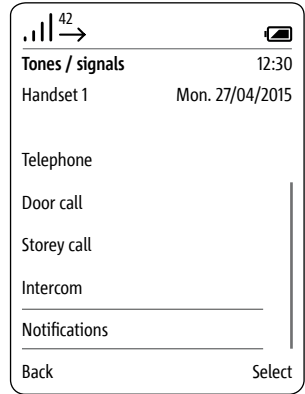 42
Tones / signals 12:30
Handset 1 Mon. 27/04/2015
Telephone
Door call
Storey call
Intercom
Notifications
Back Select